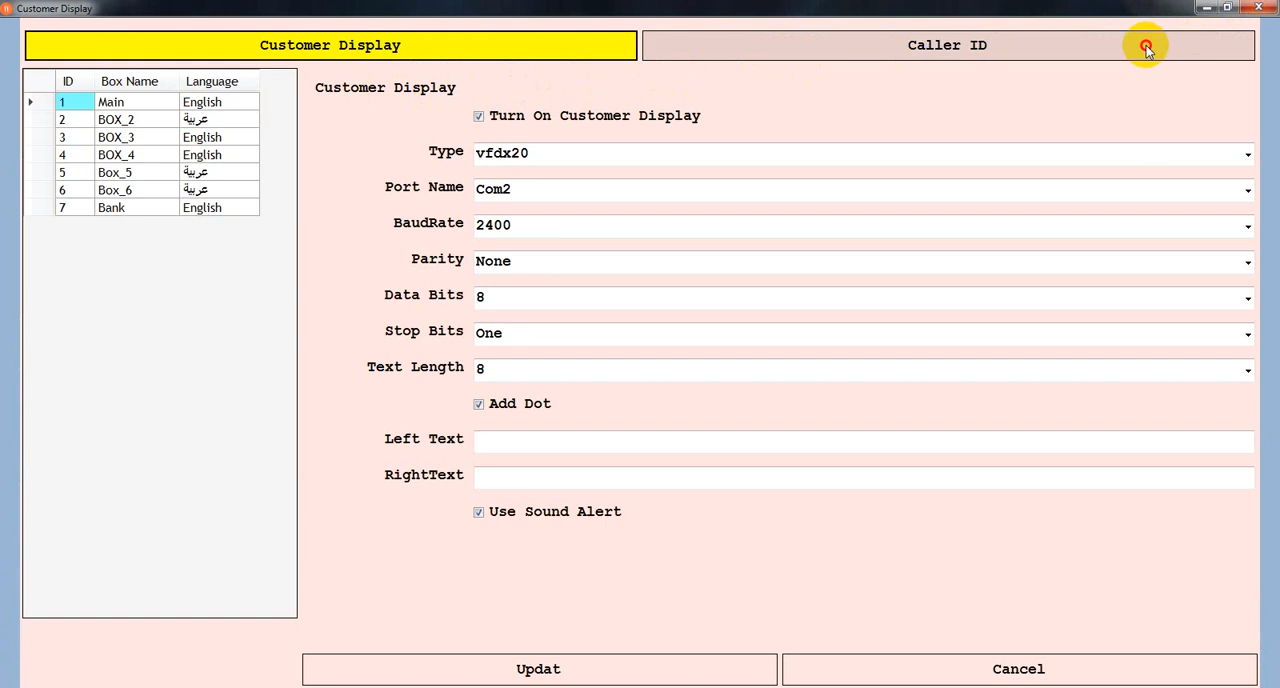 Customer Display
Customer Display Caller ID
ID Box Name Language
1 Main English
2 BOX_2 عربية
3 BOX_3 English
4 BOX_4 English
5 Box_5 عربية
6 Box_6 عربية
7 Bank English
Customer Display
Turn On Customer Display
Type vfdx20
Port Name Com2
BaudRate 2400
Parity None
Data Bits 8
Stop Bits One
Text Length 8
Add Dot
Left Text
RightText
Use Sound Alert
Updat Cancel